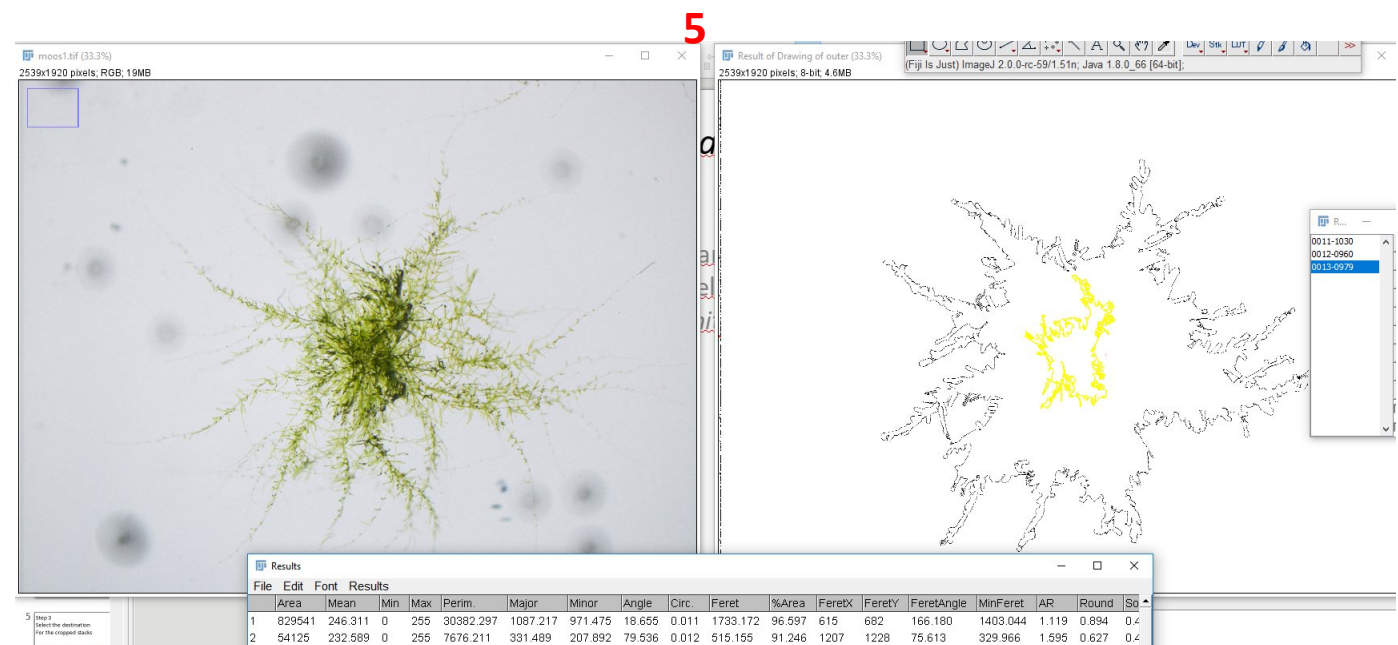 5
moos1.tif (33.3%)
2539x1920 pixels; RGB; 19MB
Result of Drawing of outer (33.3%)
2539x1920 pixels; 8-bit; 4.6MB
A Dev Stk LUT >>
(Fiji Is Just) ImageJ 2.0.0-rc-59/1.51n; Java 1.8.0_66 [64-bit];
R...
0011-1030
0012-0960
0013-0979
Results
File Edit Font Results
Area Mean Min Max Perim. Major Minor Angle Circ. Feret %Area FeretX FeretY FeretAngle MinFeret AR Round So
1 829541 246.311 0 255 30382.297 1087.217 971.475 18.655 0.011 1733.172 96.597 615 682 166.180 1403.044 1.119 0.894 0.4
2 54125 232.589 0 255 7676.211 331.489 207.892 79.536 0.012 515.155 91.246 1207 1228 75.613 329.966 1.595 0.627 0.4
5 Step 3
Select the destination
For the cropped stacks